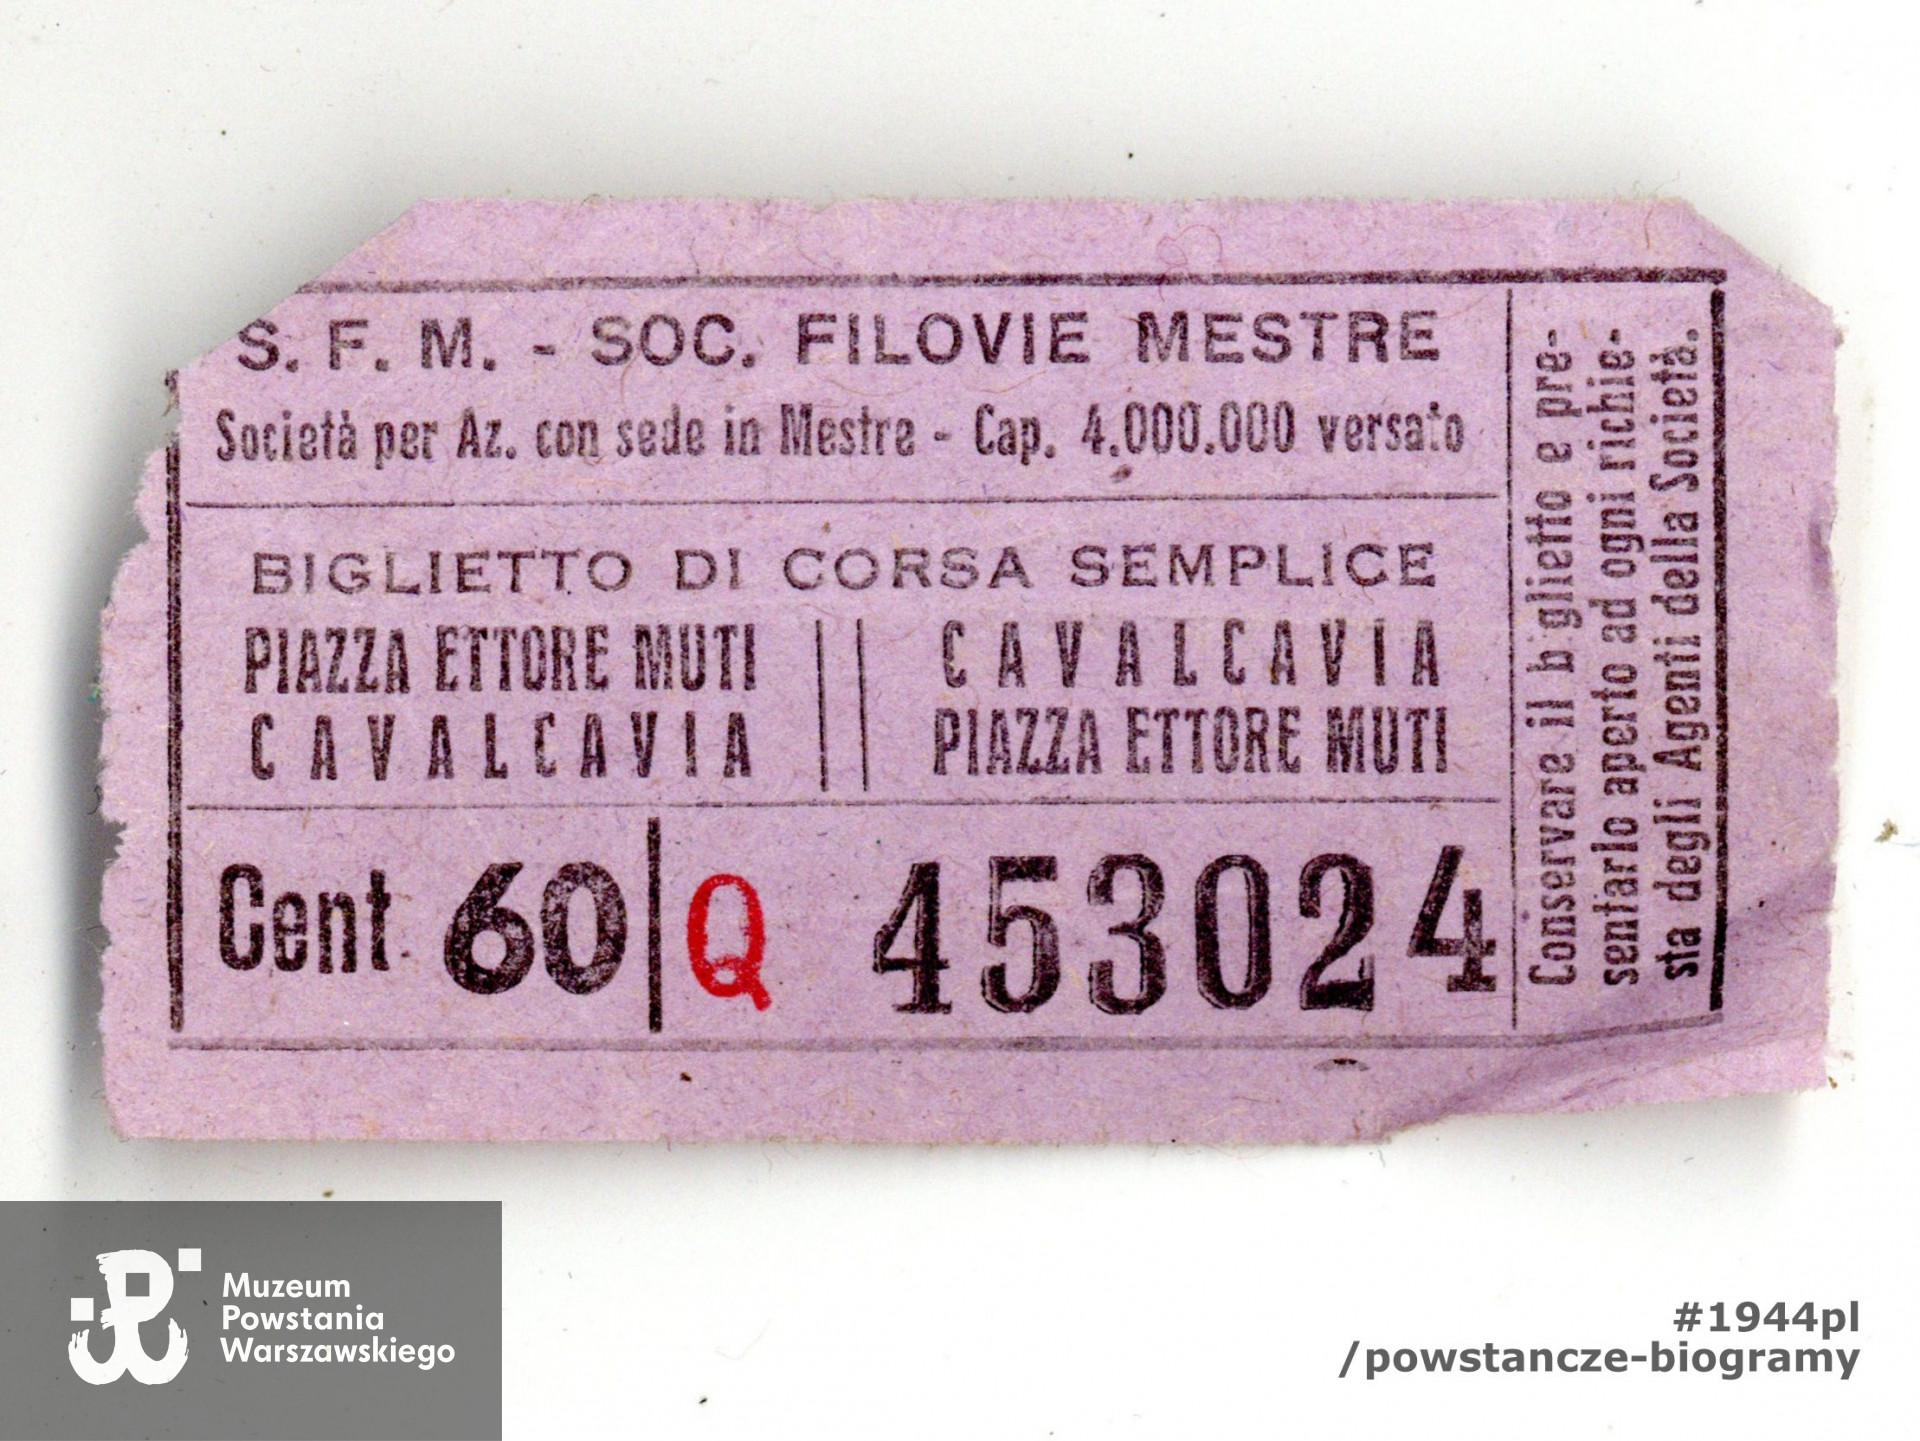 S. F. M. - SOC. FILOVIE MESTRE
Società per Az. con sede in Mestre - Cap. 4.000.000 versato
BIGLIETTO DI CORSA SEMPLICE
PIAZZA ETTORE MUTI
CAVALCAVIA
CAVALCAVIA
PIAZZA ETTORE MUTI
Cent. 60
Q 453024
Conservare il b glietto e pre-
sentarlo aperto ad ogni richie-
sta degli Agenti della Società.
Muzeum
Powstania
Warszawskiego
#1944pl
/powstancze-biogramy